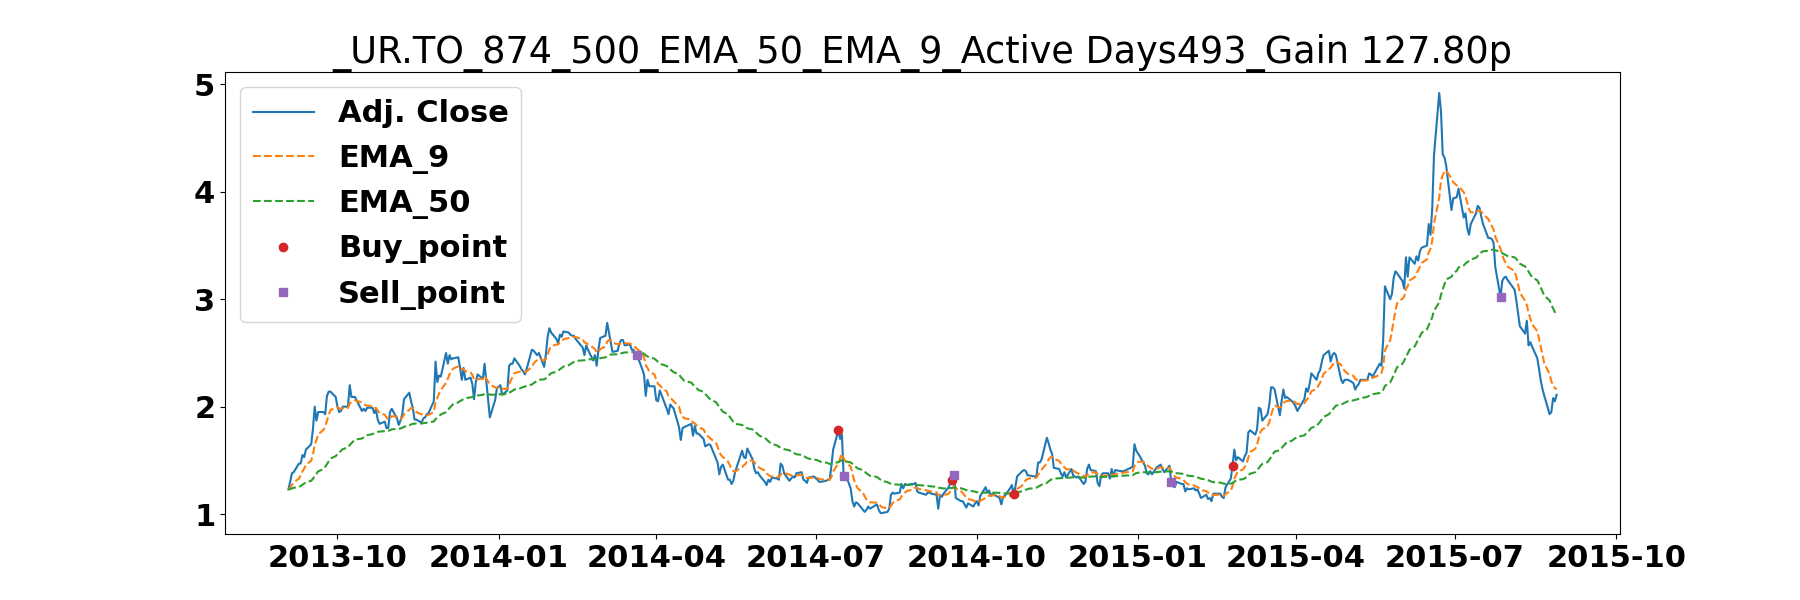 _UR.TO_874_500_EMA_50_EMA_9_Active Days493_Gain 127.80p
5
4
3
2
1
Adj. Close
EMA_9
EMA_50
Buy_point
Sell_point
2013-10 2014-01 2014-04 2014-07 2014-10 2015-01 2015-04 2015-07 2015-10